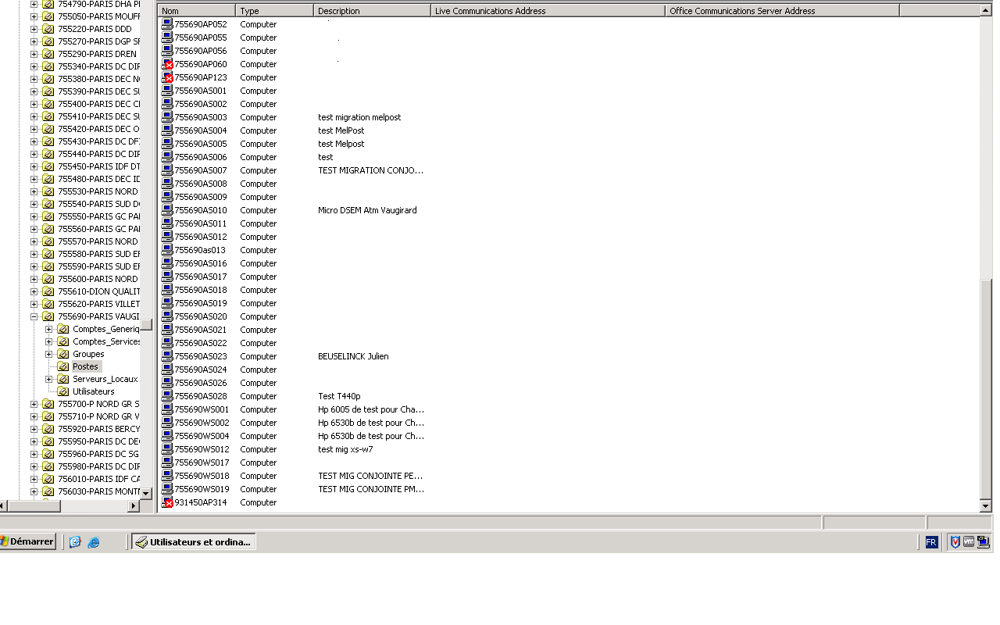 754790-PARIS DHA P
755050-PARIS MOUFF
755220-PARIS DDD
755270-PARIS DGP SF
755290-PARIS DREN
755340-PARIS DC DIF
755380-PARIS DEC N
755390-PARIS DEC SU
755400-PARIS DEC C
755410-PARIS DEC SU
755420-PARIS DEC O
755430-PARIS DC DF
755440-PARIS DC DIF
755450-PARIS IDF DT
755480-PARIS DEC ID
755530-PARIS NORD
755540-PARIS SUD D
755550-PARIS GC PA
755560-PARIS GC PA
755570-PARIS NORD
755580-PARIS SUD EF
755590-PARIS SUD EF
755600-PARIS NORD
755610-DION QUALIT
755620-PARIS VILLET
755690-PARIS VAUGI
Comptes_Generiq
Comptes_Services
Groupes
Postes
Serveurs_Locaux
Utilisateurs
755700-P NORD GR S
755710-P NORD GR V
755920-PARIS BERCY
755950-PARIS DC DE
755960-PARIS DC SG
755980-PARIS DC DIF
756010-PARIS IDF CA
756030-PARIS MONT
Nom Type Description Live Communications Address Office Communications Server Address
755690AP052 Computer
755690AP055 Computer
755690AP056 Computer
755690AP060 Computer
755690AP123 Computer
755690AS001 Computer
755690AS002 Computer
755690AS003 Computer test migration melpost
755690AS004 Computer test MelPost
755690AS005 Computer test Melpost
755690AS006 Computer test
755690AS007 Computer TEST MIGRATION CONJO...
755690AS008 Computer
755690AS009 Computer
755690AS010 Computer Micro DSEM Atm Vaugirard
755690AS011 Computer
755690AS012 Computer
755690as013 Computer
755690AS016 Computer
755690AS017 Computer
755690AS018 Computer
755690AS019 Computer
755690AS020 Computer
755690AS021 Computer
755690AS022 Computer
755690AS023 Computer BEUSELINCK Julien
755690AS024 Computer
755690AS026 Computer
755690AS028 Computer Test T440p
755690WS001 Computer Hp 6005 de test pour Cha...
755690WS002 Computer Hp 6530b de test pour Ch...
755690WS004 Computer Hp 6530b de test pour Ch...
755690WS012 Computer test mig xs-w7
755690WS017 Computer
755690WS018 Computer TEST MIG CONJOINTE PE...
755690WS019 Computer TEST MIG CONJOINTE PM...
931450AP314 Computer
Démarrer Utilisateurs et ordina... FR vm